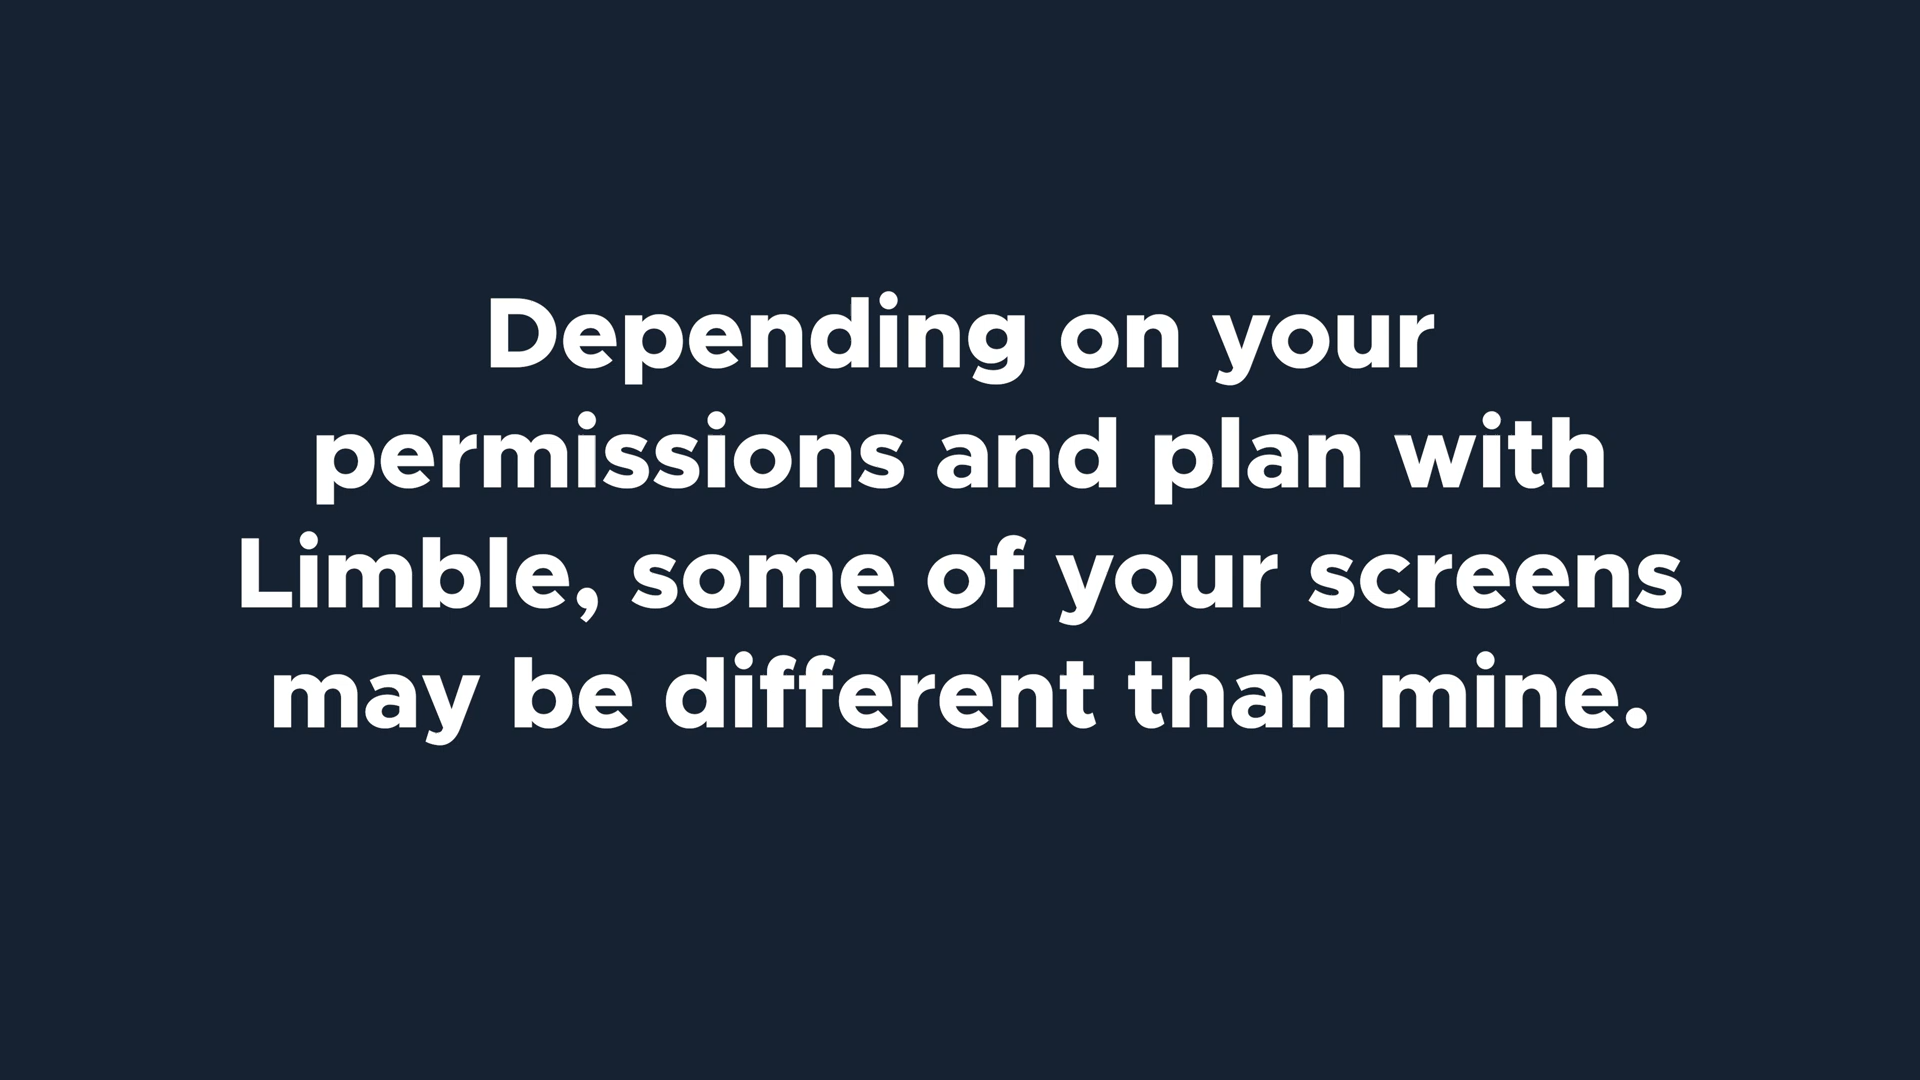 Depending on your
permissions and plan with
Limble, some of your screens
may be different than mine.